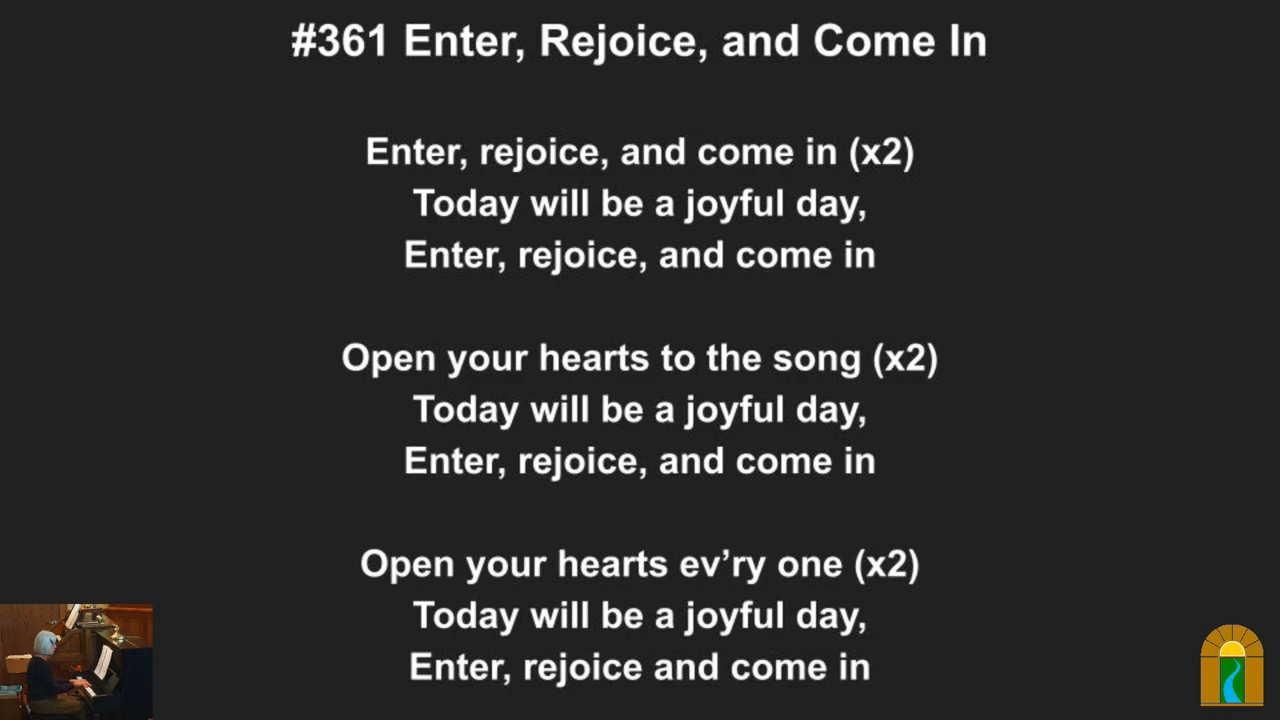 #361 Enter, Rejoice, and Come In
Enter, rejoice, and come in (x2)
Today will be a joyful day,
Enter, rejoice, and come in
Open your hearts to the song (x2)
Today will be a joyful day,
Enter, rejoice, and come in
Open your hearts ev’ry one (x2)
Today will be a joyful day,
Enter, rejoice and come in